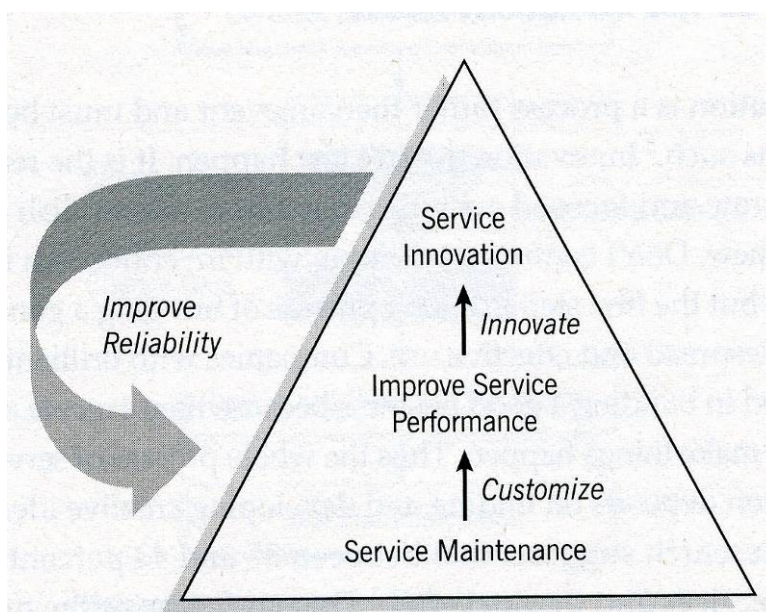 Service
Innovation
Innovate
Improve
Reliability
Improve Service
Performance
Customize
Service Maintenance